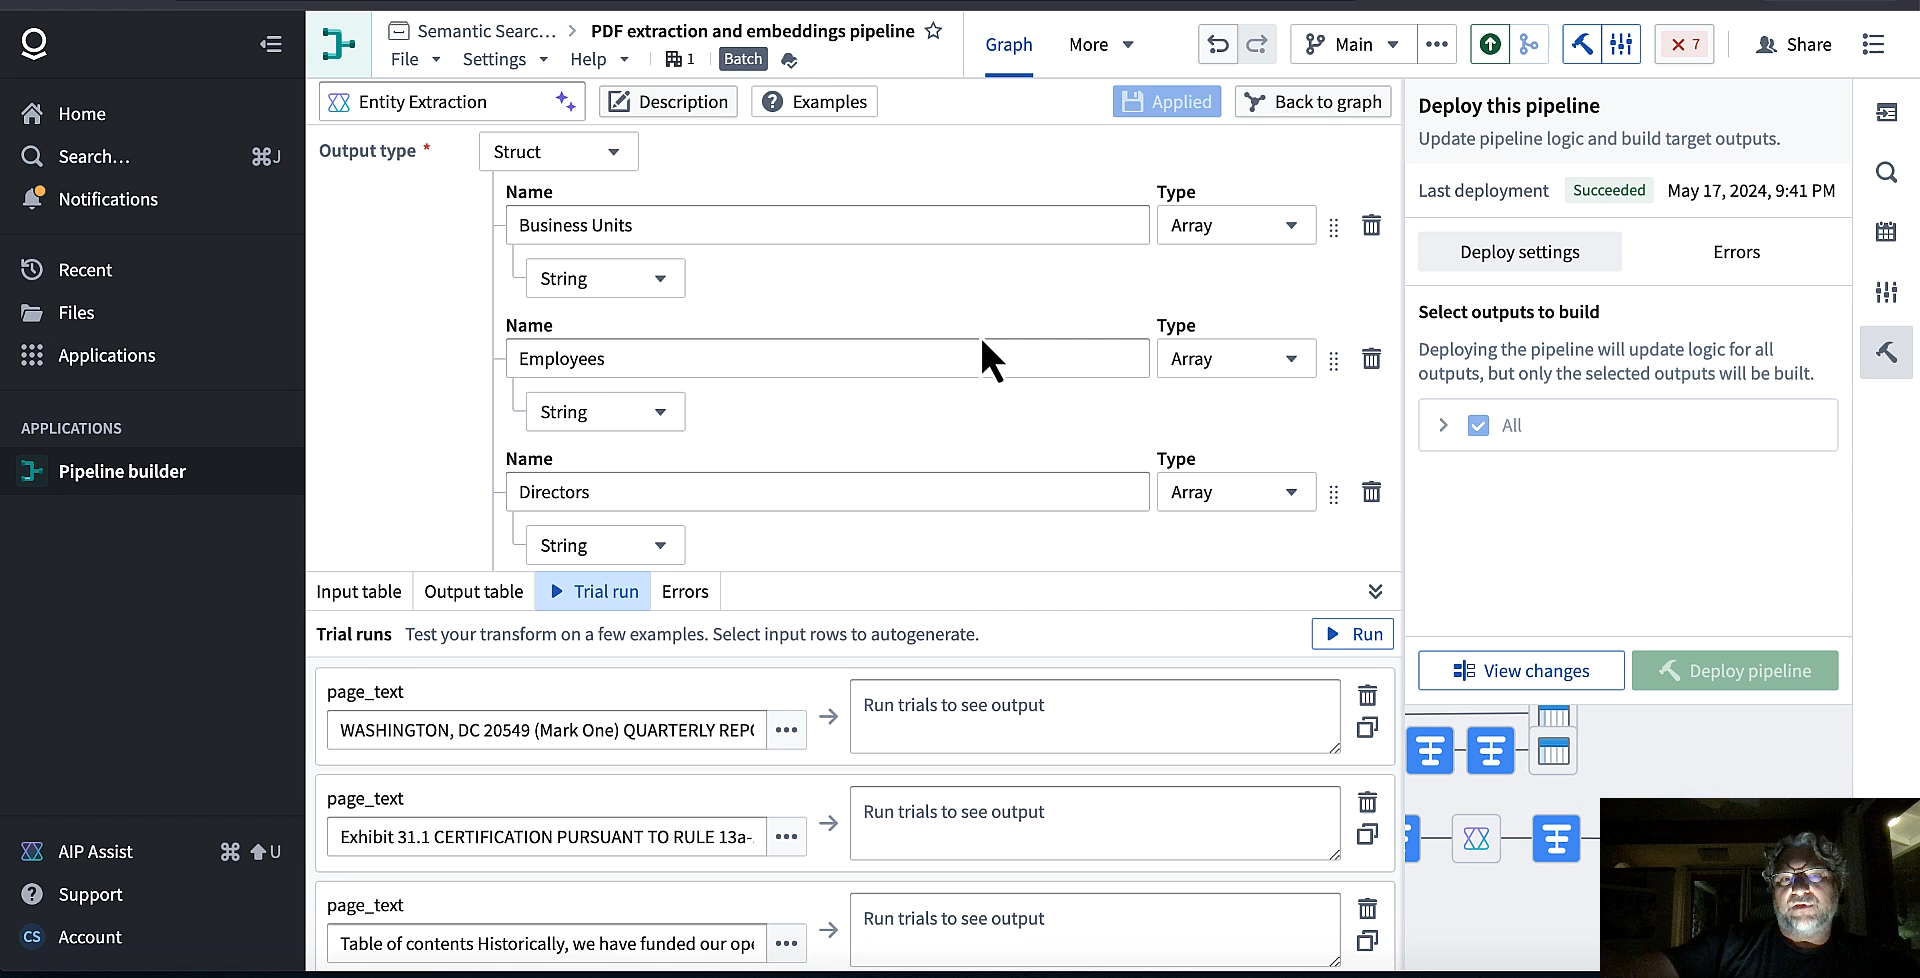 Home
Search...
⌘J
Notifications
Recent
Files
Applications
APPLICATIONS
Pipeline builder
AIP Assist
⌘ U
Support
CS
Account
Semantic Searc... > PDF extraction and embeddings pipeline
File
Settings
Help
1
Batch
Graph
More
Main
7
Share
Entity Extraction
Description
Examples
Applied
Back to graph
Output type *
Struct
Name
Type
Business Units
Array
String
Name
Type
Employees
Array
String
Name
Type
Directors
Array
String
Input table
Output table
Trial run
Errors
Trial runs Test your transform on a few examples. Select input rows to autogenerate.
Run
page_text
WASHINGTON, DC 20549 (Mark One) QUARTERLY REP
Run trials to see output
page_text
Exhibit 31.1 CERTIFICATION PURSUANT TO RULE 13a-
Run trials to see output
page_text
Table of contents Historically, we have funded our ope
Run trials to see output
Deploy this pipeline
Update pipeline logic and build target outputs.
Last deployment
Succeeded
May 17, 2024, 9:41 PM
Deploy settings
Errors
Select outputs to build
Deploying the pipeline will update logic for all
outputs, but only the selected outputs will be built.
All
View changes
Deploy pipeline